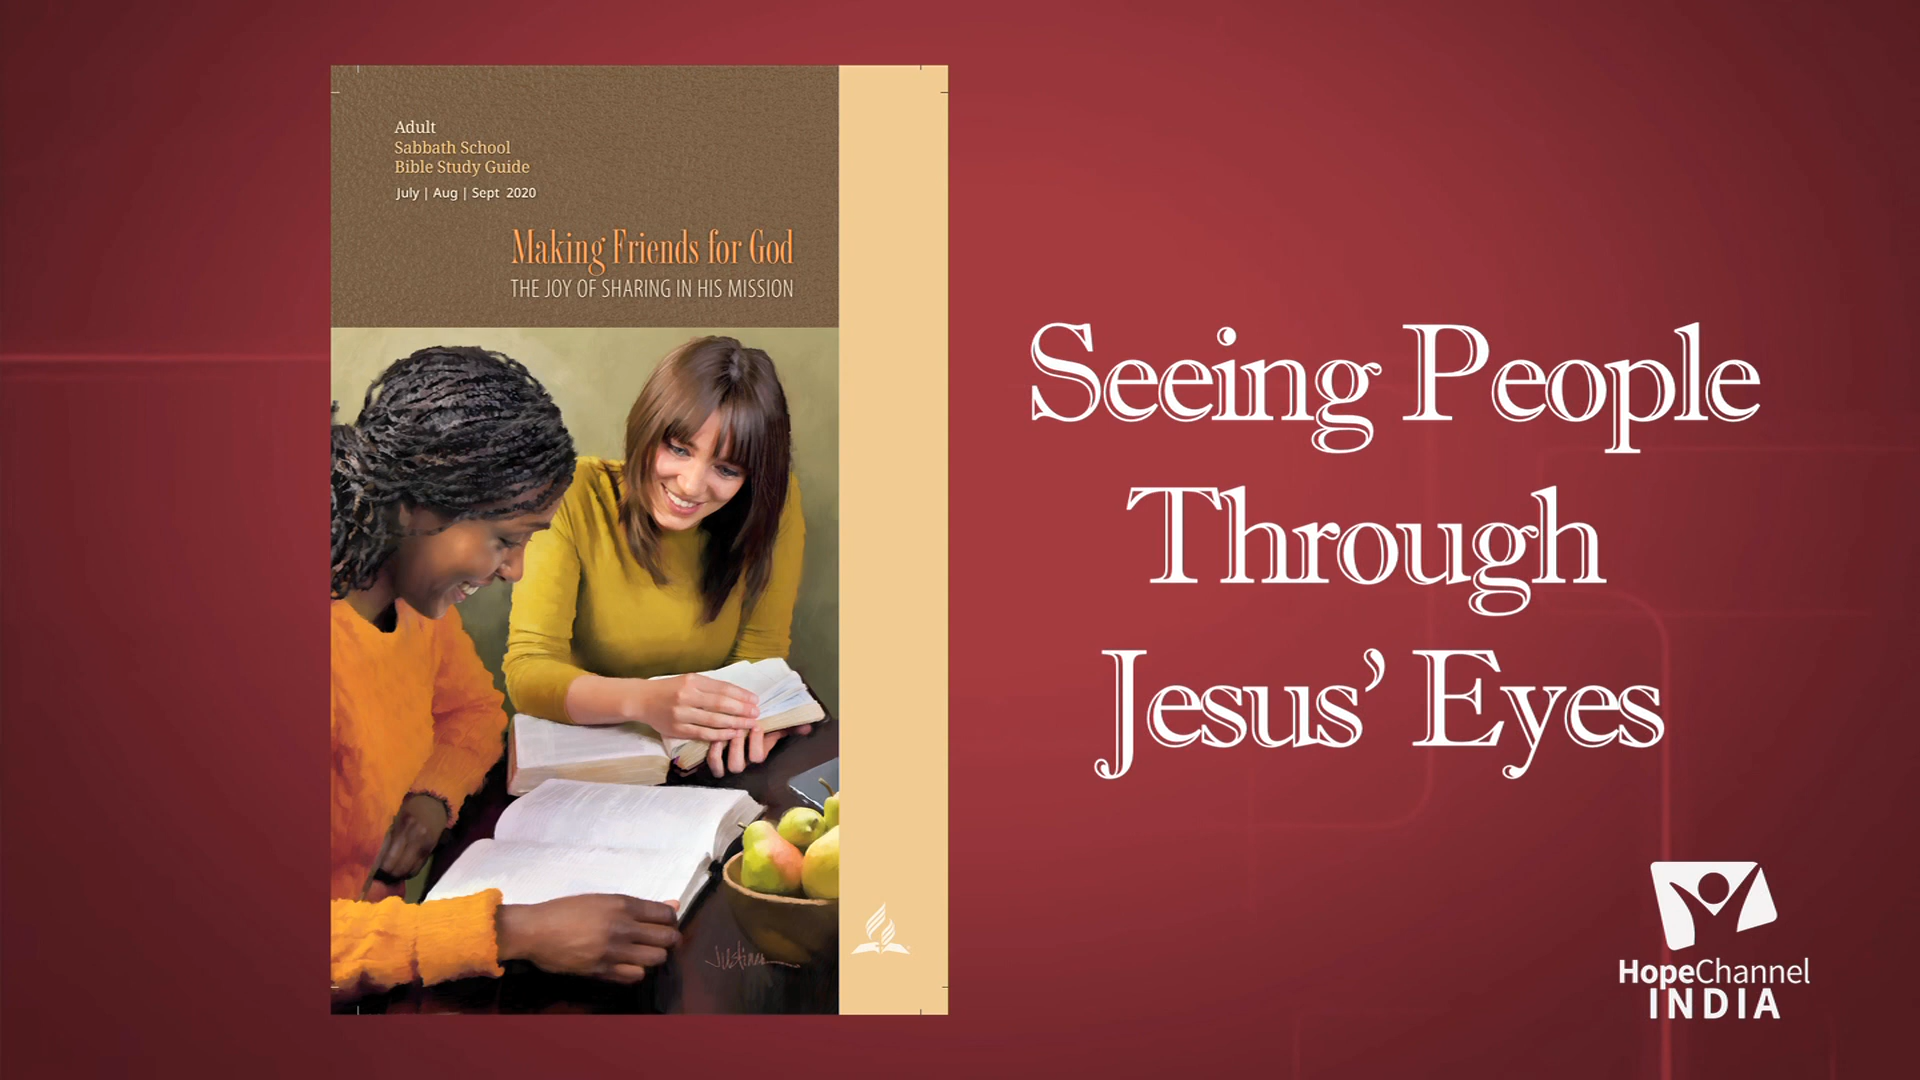 Adult
Sabbath School
Bible Study Guide
July | Aug | Sept 2020
Making Friends for God
THE JOY OF SHARING IN HIS MISSION
Seeing People
Through
Jesus’ Eyes
Justinen
HopeChannel
INDIA